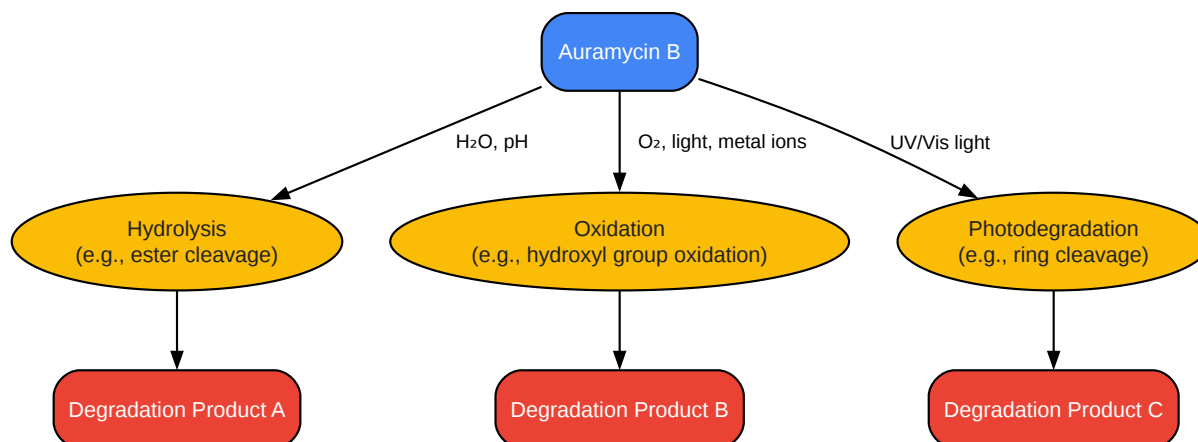 Auramycin B
H₂O, pH
O₂, light, metal ions
UV/Vis light
Hydrolysis
(e.g., ester cleavage)
Oxidation
(e.g., hydroxyl group oxidation)
Photodegradation
(e.g., ring cleavage)
Degradation Product A
Degradation Product B
Degradation Product C